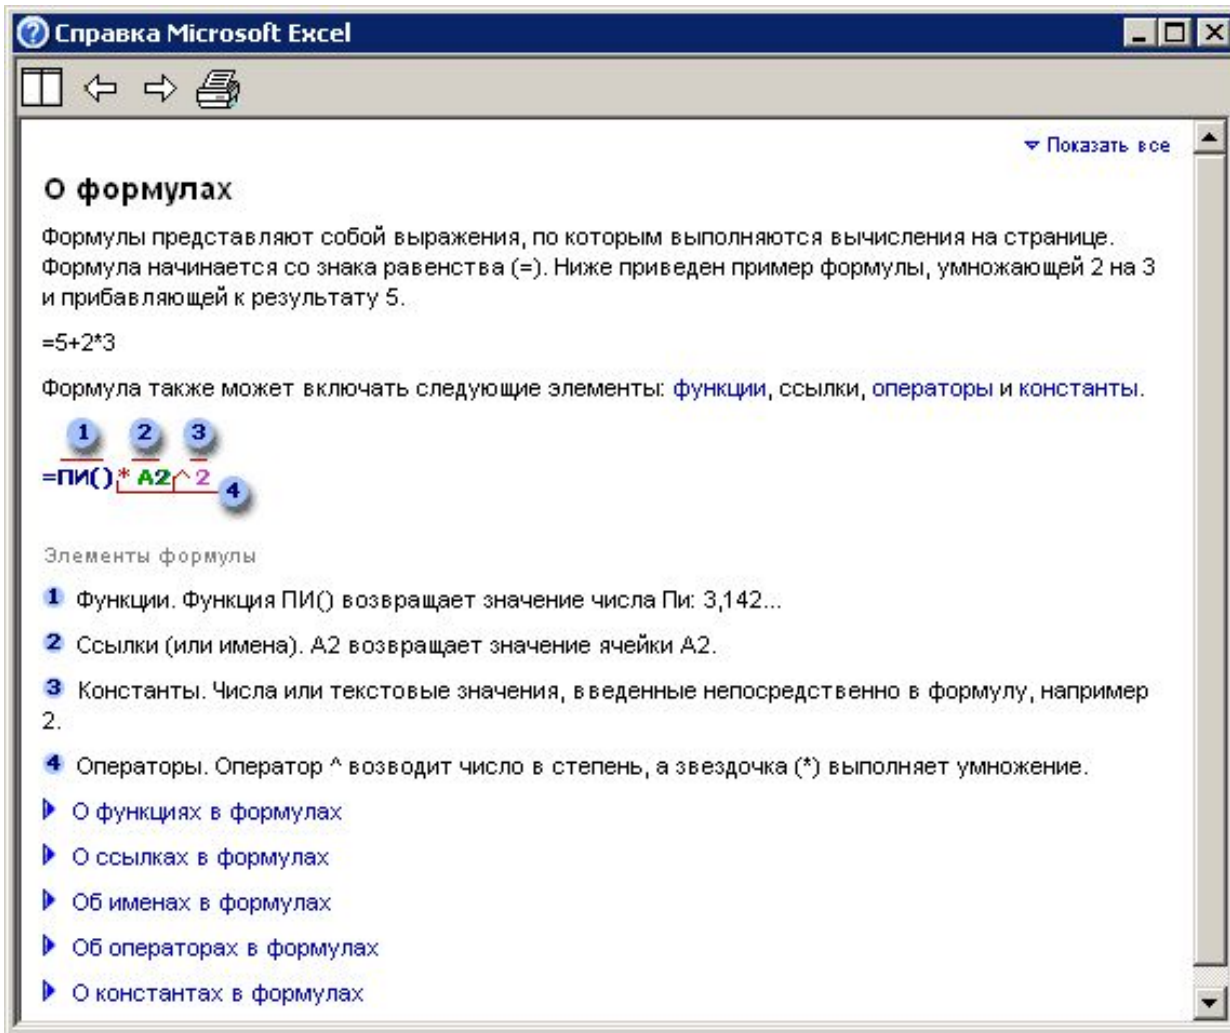 Справка Microsoft Excel
Показать все
О формулах
Формулы представляют собой выражения, по которым выполняются вычисления на странице.
Формула начинается со знака равенства (=). Ниже приведен пример формулы, умножающей 2 на 3
и прибавляющей к результату 5.
=5+2*3
Формула также может включать следующие элементы: функции, ссылки, операторы и константы.
1 2 3
=ПИ()* А2^2
4
Элементы формулы
1 Функции. Функция ПИ() возвращает значение числа Пи: 3,142...
2 Ссылки (или имена). А2 возвращает значение ячейки А2.
3 Константы. Числа или текстовые значения, введенные непосредственно в формулу, например
2.
4 Операторы. Оператор ^ возводит число в степень, а звездочка (*) выполняет умножение.
О функциях в формулах
О ссылках в формулах
Об именах в формулах
Об операторах в формулах
О константах в формулах